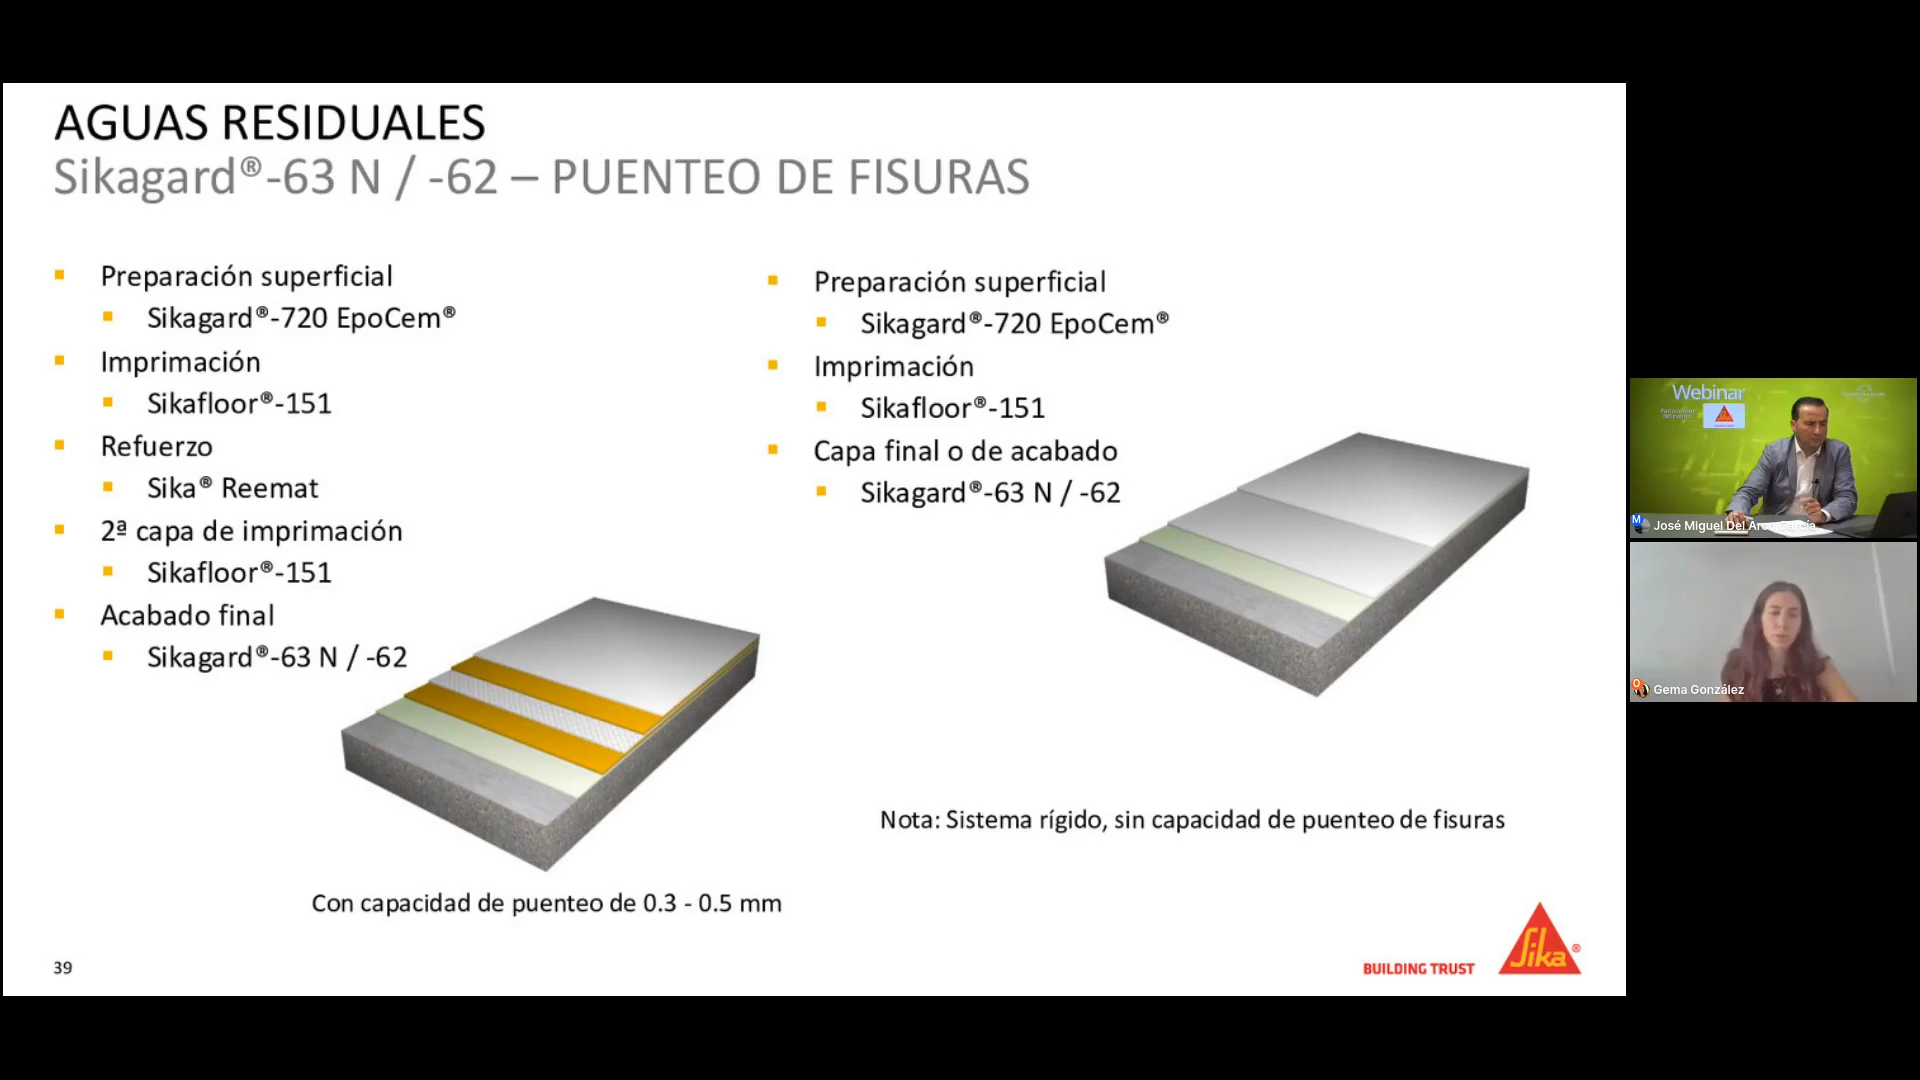 AGUAS RESIDUALES
Sikagard®-63 N / -62 – PUENTEO DE FISURAS
Preparación superficial
Sikagard®-720 EpoCem®
Imprimación
Sikafloor®-151
Refuerzo
Sika® Reemat
2ª capa de imprimación
Sikafloor®-151
Acabado final
Sikagard®-63 N / -62
Con capacidad de puenteo de 0.3 - 0.5 mm
Preparación superficial
Sikagard®-720 EpoCem®
Imprimación
Sikafloor®-151
Capa final o de acabado
Sikagard®-63 N / -62
Nota: Sistema rígido, sin capacidad de puenteo de fisuras
39
BUILDING TRUST
Sika®
Webinar
M
José Miguel Del Arco García
O
Gema González